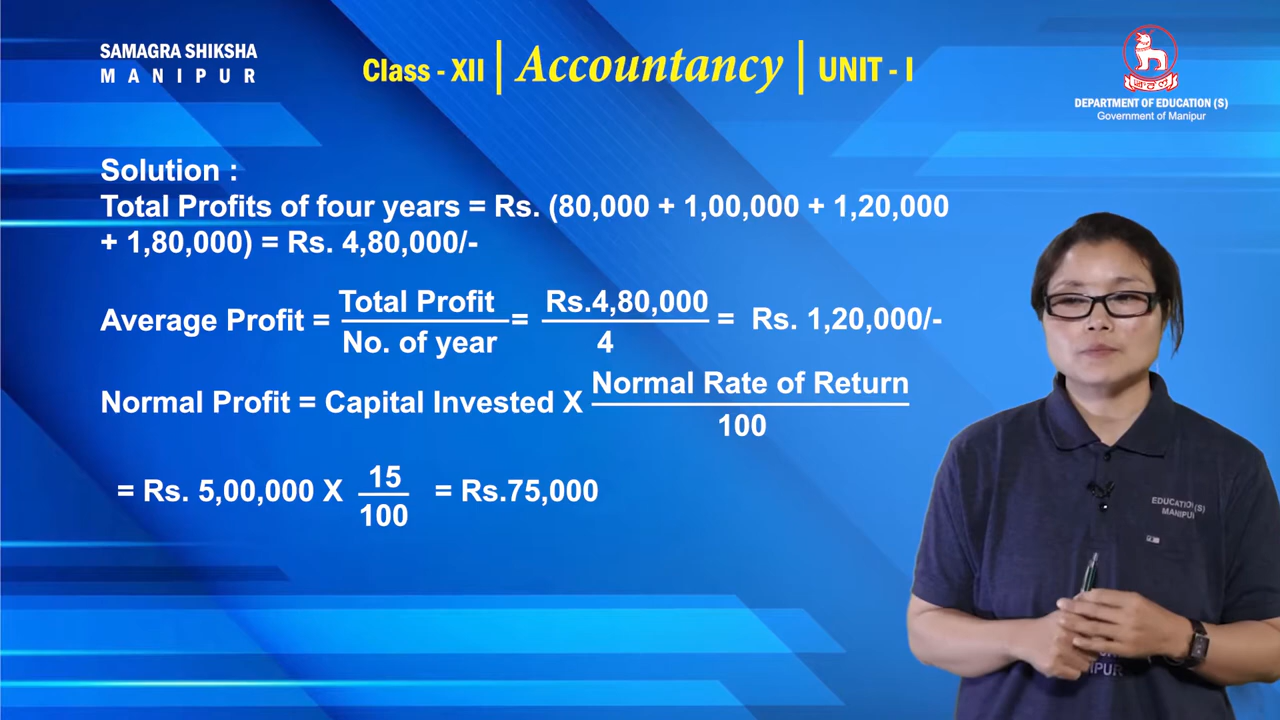 SAMAGRA SHIKSHA
MANIPUR
Class - XII | Accountancy | UNIT - I
DEPARTMENT OF EDUCATION (S)
Government of Manipur
Solution :
Total Profits of four years = Rs. (80,000 + 1,00,000 + 1,20,000
+ 1,80,000) = Rs. 4,80,000/-
Average Profit = Total Profit / No. of year = Rs.4,80,000 / 4 = Rs. 1,20,000/-
Normal Profit = Capital Invested X Normal Rate of Return / 100
= Rs. 5,00,000 X 15 / 100 = Rs.75,000
EDUCATION (S)
MANIPUR